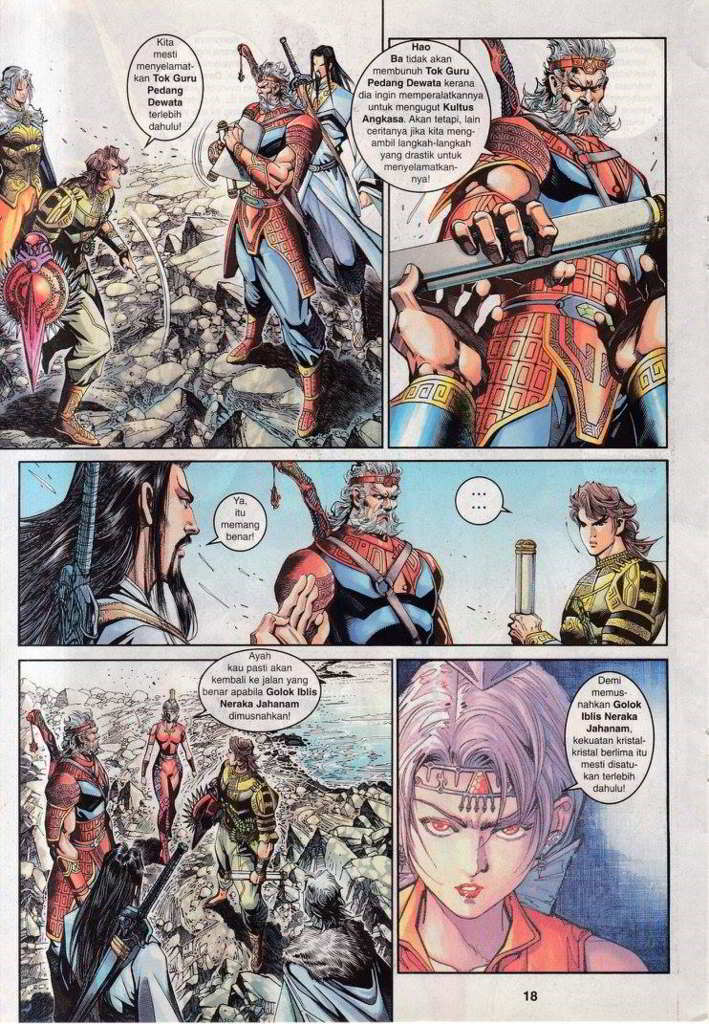 Kita
mesti
menyelamat-
kan Tok Guru
Pedang
Dewata
terlebih
dahulu!
Hao
Ba tidak akan
membunuh Tok Guru
Pedang Dewata kerana
dia ingin memperalatkannya
untuk mengugut Kultus
Angkasa. Akan tetapi, lain
ceritanya jika kita meng-
ambil langkah-langkah
yang drastik untuk
menyelamatkan-
nya!
Ya,
itu
memang
benar!
...
...
Ayah
kau pasti akan
kembali ke jalan yang
benar apabila Golok Iblis
Neraka Jahanam
dimusnahkan!
Demi
memus-
nahkan Golok
Iblis Neraka
Jahanam,
kekuatan kristal-
kristal berlima itu
mesti disatu-
kan terlebih
dahulu!
18